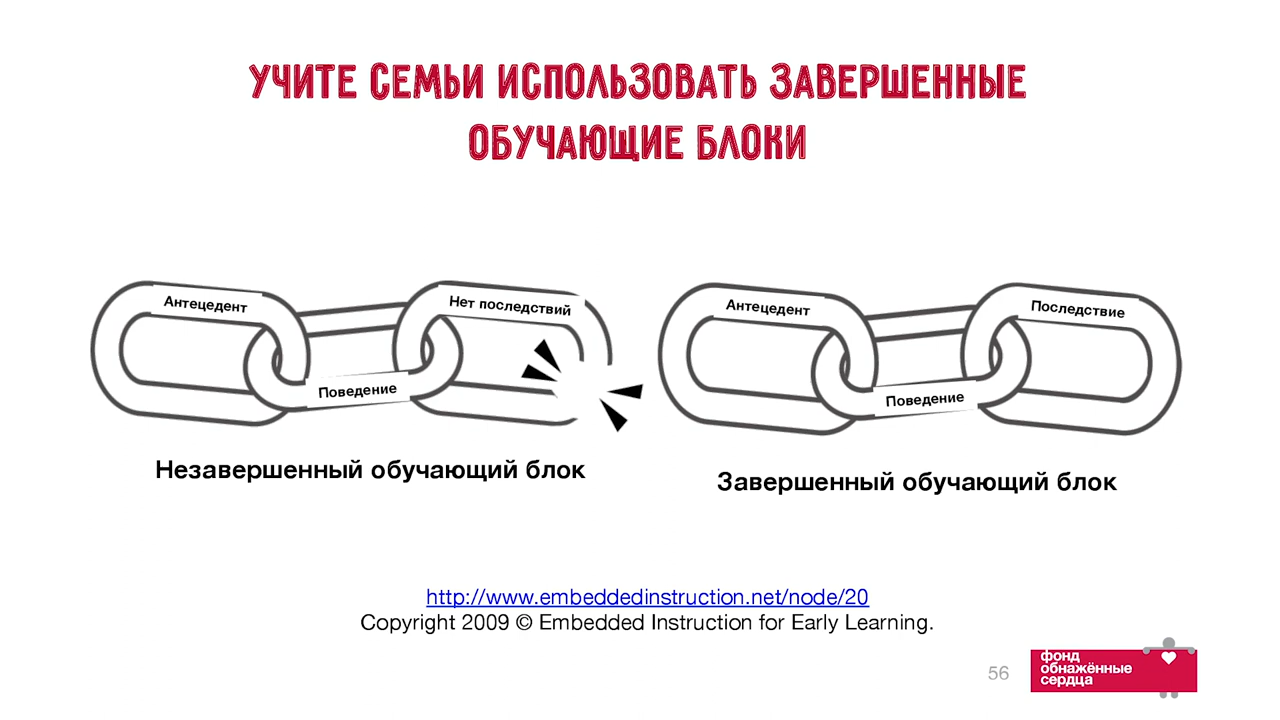 УЧИТЕ СЕМЬИ ИСПОЛЬЗОВАТЬ ЗАВЕРШЕННЫЕ
ОБУЧАЮЩИЕ БЛОКИ
Антецедент
Поведение
Нет последствий
Незавершенный обучающий блок
Антецедент
Поведение
Последствие
Завершенный обучающий блок
http://www.embeddedinstruction.net/node/20
Copyright 2009 © Embedded Instruction for Early Learning.
56
фонд
обнажённые
сердца